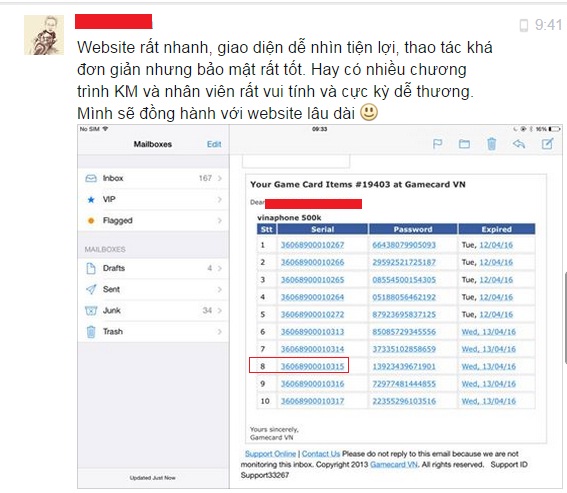 9:41
Website rất nhanh, giao diện dễ nhìn tiện lợi, thao tác khá
đơn giản nhưng bảo mật rất tốt. Hay có nhiều chương
trình KM và nhân viên rất vui tính và cực kỳ dễ thương.
Mình sẽ đồng hành với website lâu dài
No SIM
09:33
16%
Mailboxes
Edit
Inbox 167
VIP
Flagged
MAILBOXES
Drafts 4
Sent
Junk 34
Trash
Updated Just Now
Your Game Card Items #19403 at Gamecard VN
Dear
vinaphone 500k
Stt Serial Password Expired
1 36068900010267 66438079905093 Tue, 12/04/16
2 36068900010266 29592521725187 Tue, 12/04/16
3 36068900010265 08554500154305 Tue, 12/04/16
4 36068900010264 05188056462192 Tue, 12/04/16
5 36068900010272 87923695837125 Tue, 12/04/16
6 36068900010313 85085729345556 Wed, 13/04/16
7 36068900010314 37335102858659 Wed, 13/04/16
8 36068900010315 13923439671901 Wed, 13/04/16
9 36068900010316 72977481444855 Wed, 13/04/16
10 36068900010317 22355296103516 Wed, 13/04/16
Yours sincerely,
Gamecard VN
Support Online | Contact Us Please do not reply to this email because we are not
monitoring this inbox. Copyright 2013 Gamecard VN. All rights reserved. Support ID
Support33267